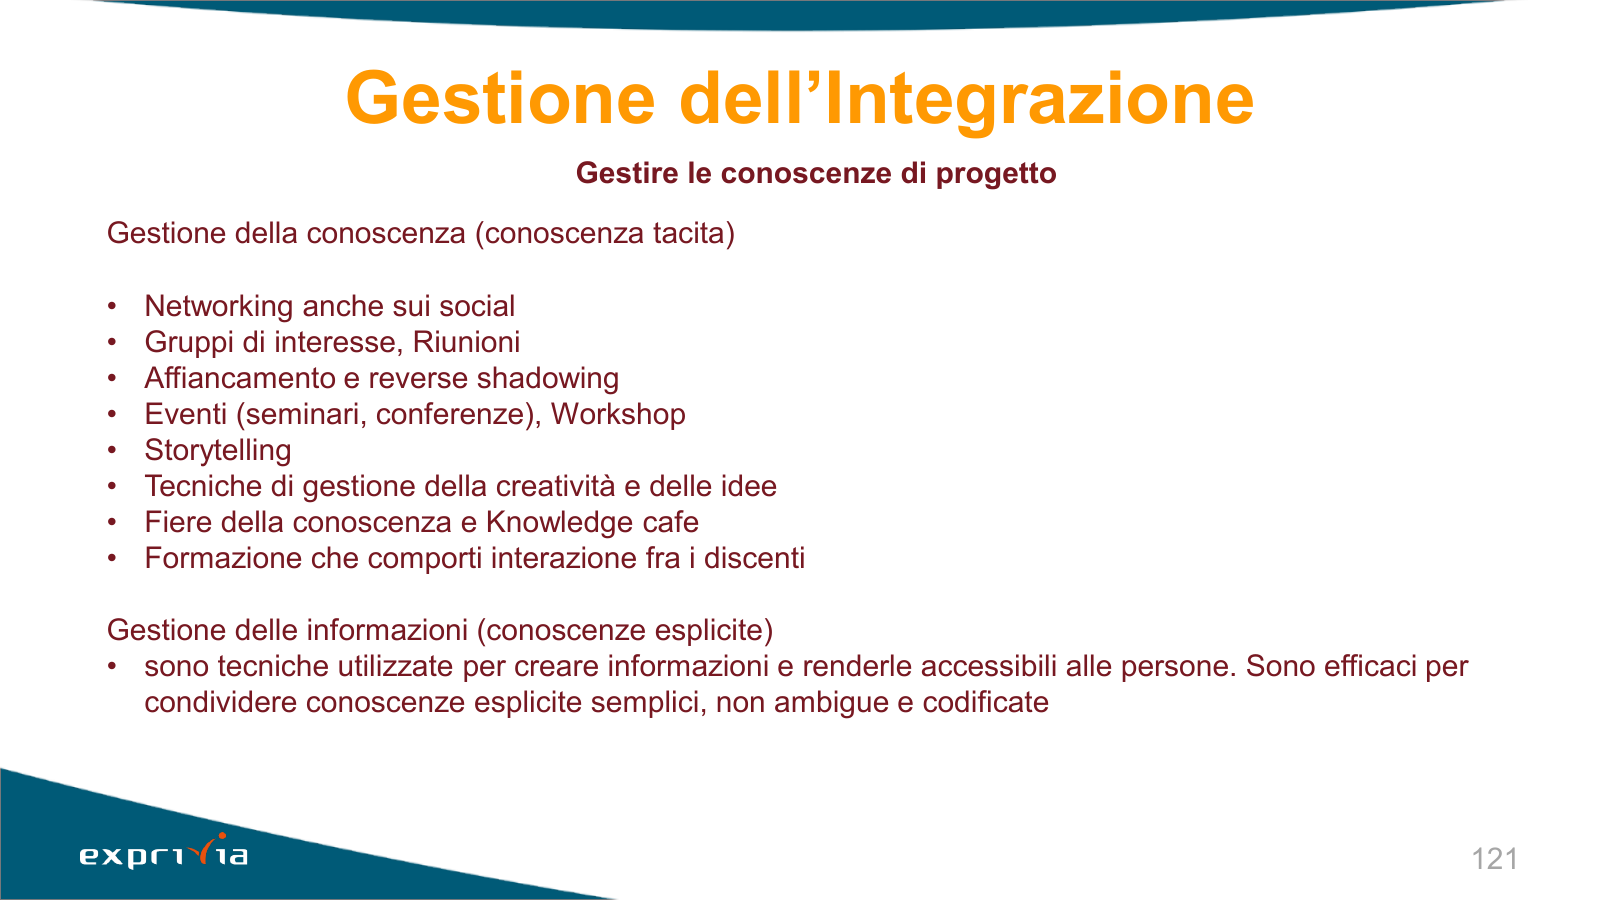 Gestione dell’Integrazione
Gestire le conoscenze di progetto
Gestione della conoscenza (conoscenza tacita)
• Networking anche sui social
• Gruppi di interesse, Riunioni
• Affiancamento e reverse shadowing
• Eventi (seminari, conferenze), Workshop
• Storytelling
• Tecniche di gestione della creatività e delle idee
• Fiere della conoscenza e Knowledge cafe
• Formazione che comporti interazione fra i discenti
Gestione delle informazioni (conoscenze esplicite)
• sono tecniche utilizzate per creare informazioni e renderle accessibili alle persone. Sono efficaci per
condividere conoscenze esplicite semplici, non ambigue e codificate
exprivia
121